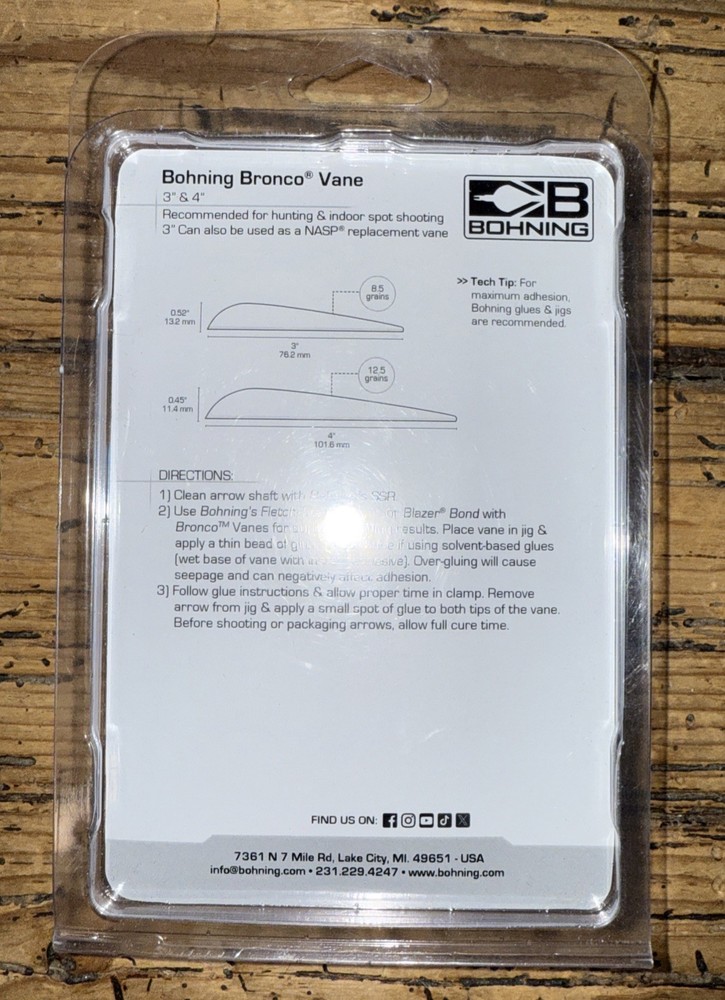 Bohning Bronco® Vane
3" & 4"
Recommended for hunting & indoor spot shooting
3" Can also be used as a NASP® replacement vane
B
BOHNING
>> Tech Tip: For
maximum adhesion,
Bohning glues & jigs
are recommended.
8.5
grains
0.52"
13.2 mm
3"
76.2 mm
12.5
grains
0.45"
11.4 mm
4"
101.6 mm
DIRECTIONS:
1) Clean arrow shaft with SSR
2) Use Bohning's or Blazer® Bond with
Bronco™ Vanes for results. Place vane in jig &
apply a thin bead of if using solvent-based glues
(wet base of vane with Over-gluing will cause
seepage and can negatively affect adhesion.
3) Follow glue instructions & allow proper time in clamp. Remove
arrow from jig & apply a small spot of glue to both tips of the vane.
Before shooting or packaging arrows, allow full cure time.
FIND US ON:
7361 N 7 Mile Rd, Lake City, MI. 49651 - USA
info@bohning.com • 231.229.4247 • www.bohning.com